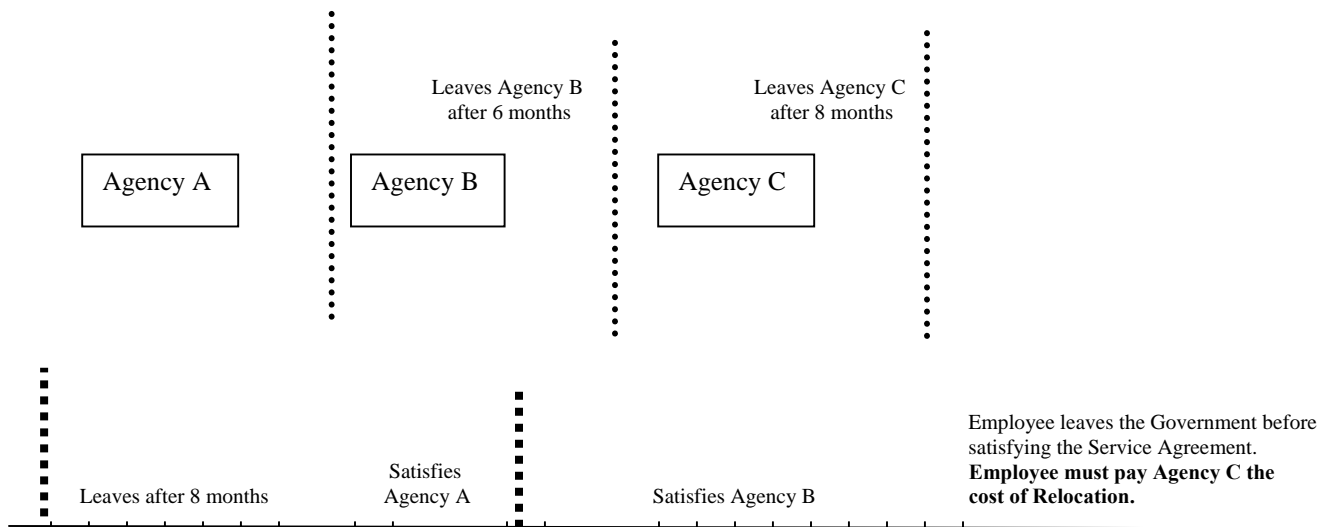 Leaves Agency B
after 6 months
Leaves Agency C
after 8 months
Agency A
Agency B
Agency C
Leaves after 8 months
Satisfies
Agency A
Satisfies Agency B
Employee leaves the Government before
satisfying the Service Agreement.
Employee must pay Agency C the
cost of Relocation.